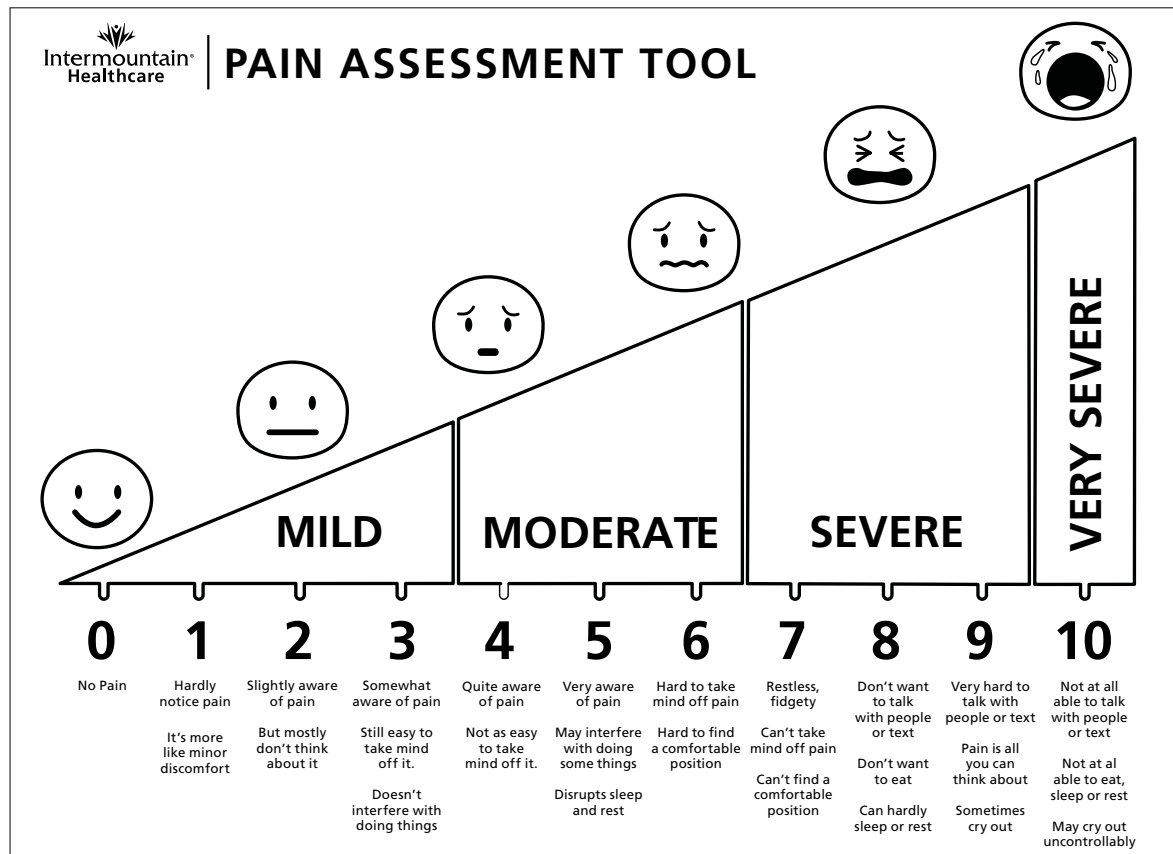 Intermountain®
Healthcare
PAIN ASSESSMENT TOOL
MILD
MODERATE
SEVERE
VERY SEVERE
0
No Pain
1
Hardly
notice pain
It's more
like minor
discomfort
2
Slightly aware
of pain
But mostly
don't think
about it
3
Somewhat
aware of pain
Still easy to
take mind
off it.
Doesn't
interfere with
doing things
4
Quite aware
of pain
Not as easy
to take
mind off it.
5
Very aware
of pain
May interfere
with doing
some things
Disrupts sleep
and rest
6
Hard to take
mind off pain
Hard to find
a comfortable
position
7
Restless,
fidgety
Can't take
mind off pain
Can't find a
comfortable
position
8
Don't want
to talk
with people
or text
Don't want
to eat
Can hardly
sleep or rest
9
Very hard to
talk with
people or text
Pain is all
you can
think about
Sometimes
cry out
10
Not at all
able to talk
with people
or text
Not at al
able to eat,
sleep or rest
May cry out
uncontrollably